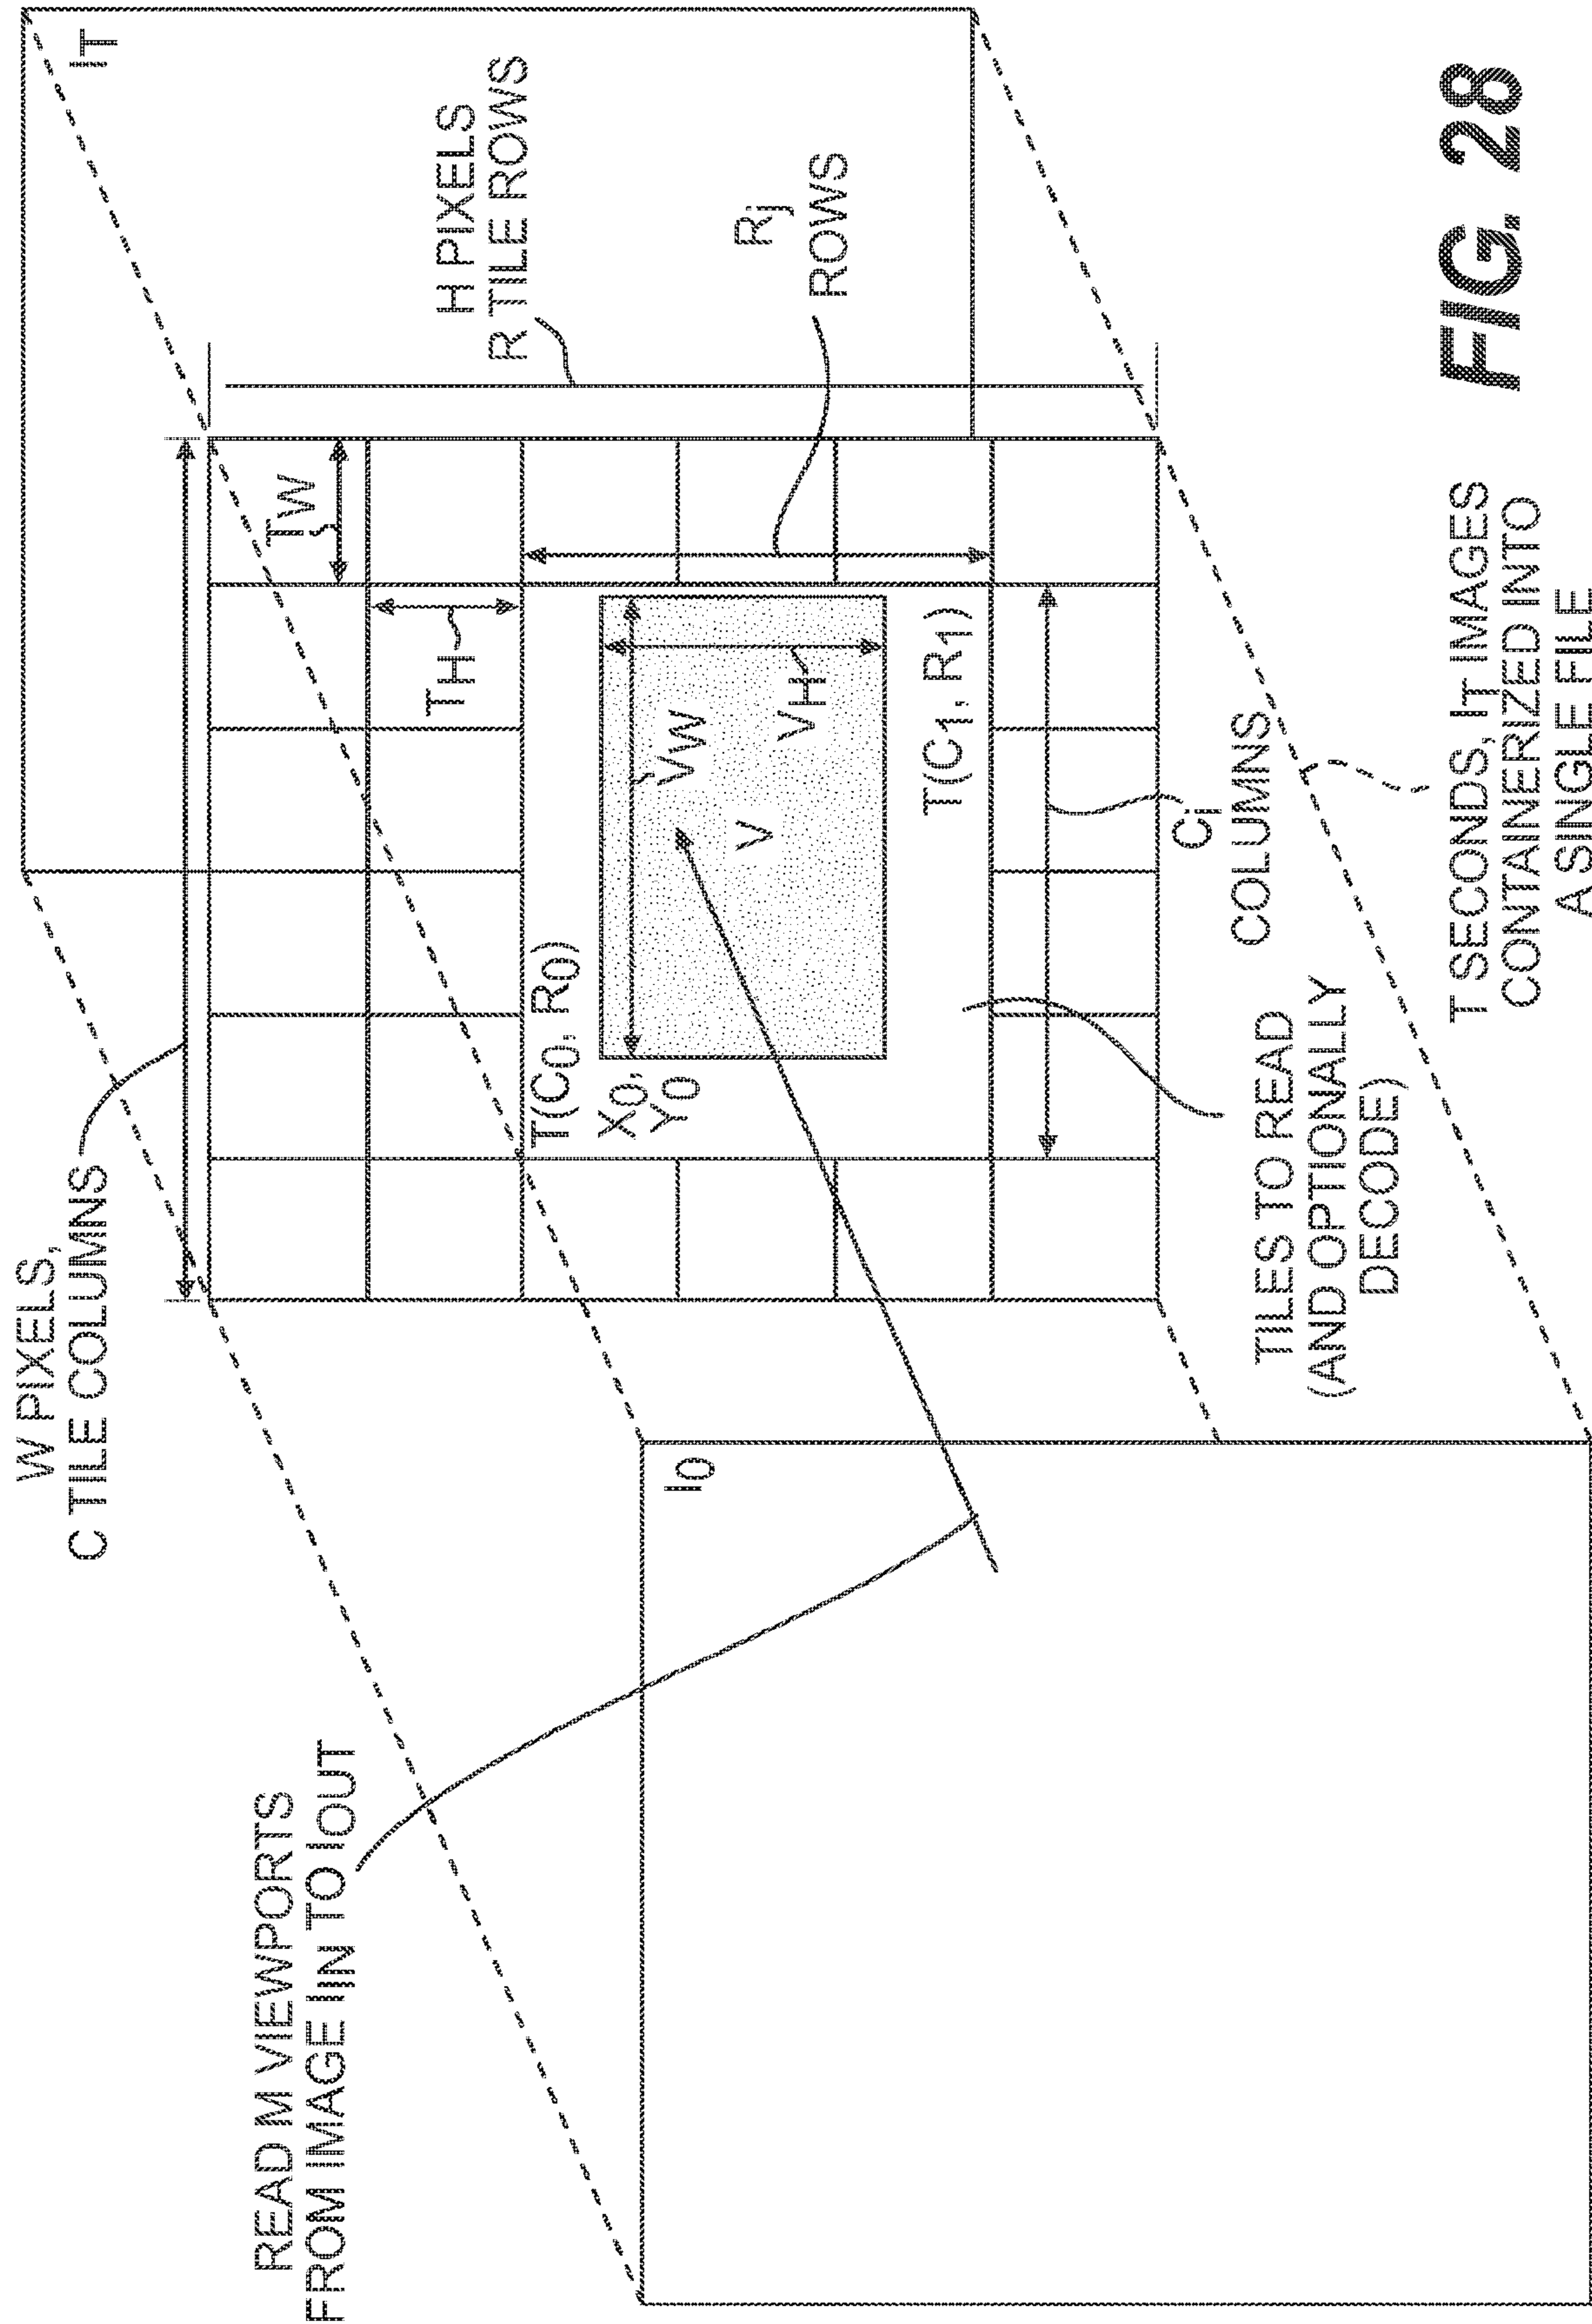 READ M VIEWPORTS
FROM IMAGE IIN TO IOUT
W PIXELS,
C TILE COLUMNS
IT
H PIXELS
R TILE ROWS
TW
TH
Rj
ROWS
T(C0, R0)
X0,
Y0
VW
VH
V
T(C1, R1)
I0
Ci
COLUMNS
TILES TO READ
(AND OPTIONALLY
DECODE)
T SECONDS, IT IMAGES
CONTAINERIZED INTO
A SINGLE FILE
FIG. 28